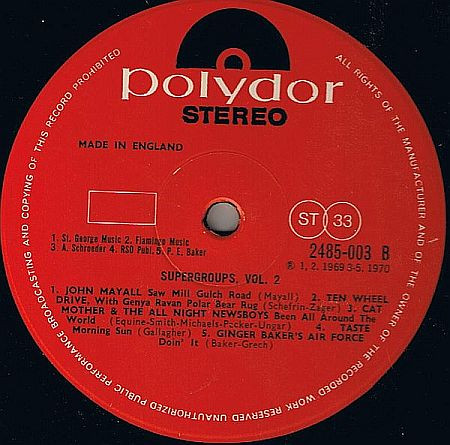 polydor
STEREO
MADE IN ENGLAND
ALL RIGHTS OF THE MANUFACTURER AND OF THE OWNER OF THE RECORDED WORK RESERVED UNAUTHORIZED PUBLIC PERFORMANCE BROADCASTING AND COPYING OF THIS RECORD PROHIBITED
ST 33
1. St. George Music 2. Flamingo Music
3. A. Schroeder 4. RSO Publ. 5. P. E. Baker
2485-003 B
℗ 1, 2. 1969 3-5. 1970
SUPERGROUPS, VOL. 2
1. JOHN MAYALL Saw Mill Gulch Road (Mayall) 2. TEN WHEEL
DRIVE, With Genya Ravan Polar Bear Rug (Schefrin-Zager) 3. CAT
MOTHER & THE ALL NIGHT NEWSBOYS Been All Around The
World (Equine-Smith-Michaels-Packer-Ungar) 4. TASTE
Morning Sun (Gallagher) 5. GINGER BAKER'S AIR FORCE
Doin' It (Baker-Grech)